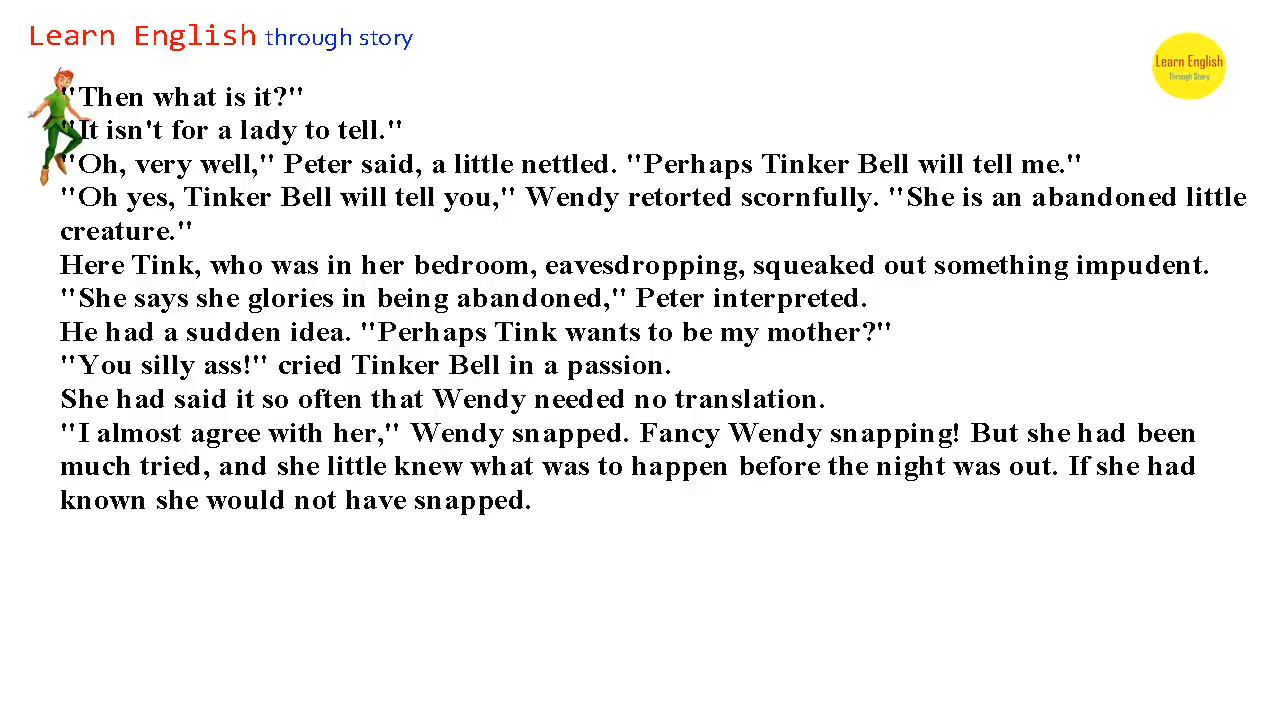 Learn English through story
Learn English
Through Story
"Then what is it?"
"It isn't for a lady to tell."
"Oh, very well," Peter said, a little nettled. "Perhaps Tinker Bell will tell me."
"Oh yes, Tinker Bell will tell you," Wendy retorted scornfully. "She is an abandoned little
creature."
Here Tink, who was in her bedroom, eavesdropping, squeaked out something impudent.
"She says she glories in being abandoned," Peter interpreted.
He had a sudden idea. "Perhaps Tink wants to be my mother?"
"You silly ass!" cried Tinker Bell in a passion.
She had said it so often that Wendy needed no translation.
"I almost agree with her," Wendy snapped. Fancy Wendy snapping! But she had been
much tried, and she little knew what was to happen before the night was out. If she had
known she would not have snapped.